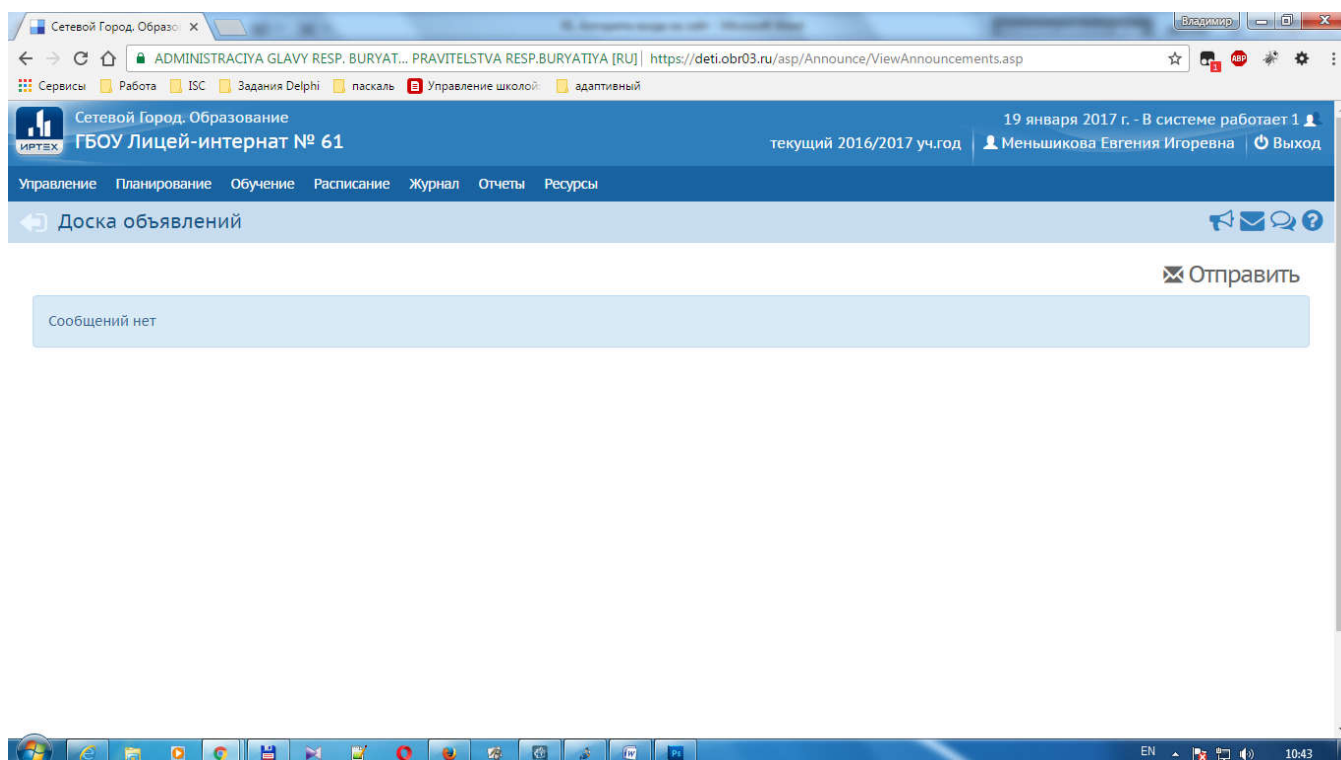 Сетевой Город. Образо
Владимир
ADMINISTRACIYA GLAVY RESP. BURYAT... PRAVITELSTVA RESP.BURYATIYA [RU] https://deti.obr03.ru/asp/Announce/ViewAnnouncements.asp
1
ABP
Сервисы Работа ISC Задания Delphi паскаль Управление школой: адаптивный
Сетевой Город. Образование
19 января 2017 г. - В системе работает 1
ИРТЕХ
ГБОУ Лицей-интернат № 61
текущий 2016/2017 уч.год Меньшикова Евгения Игоревна Выход
Управление Планирование Обучение Расписание Журнал Отчеты Ресурсы
Доска объявлений
Отправить
Сообщений нет
EN 10:43